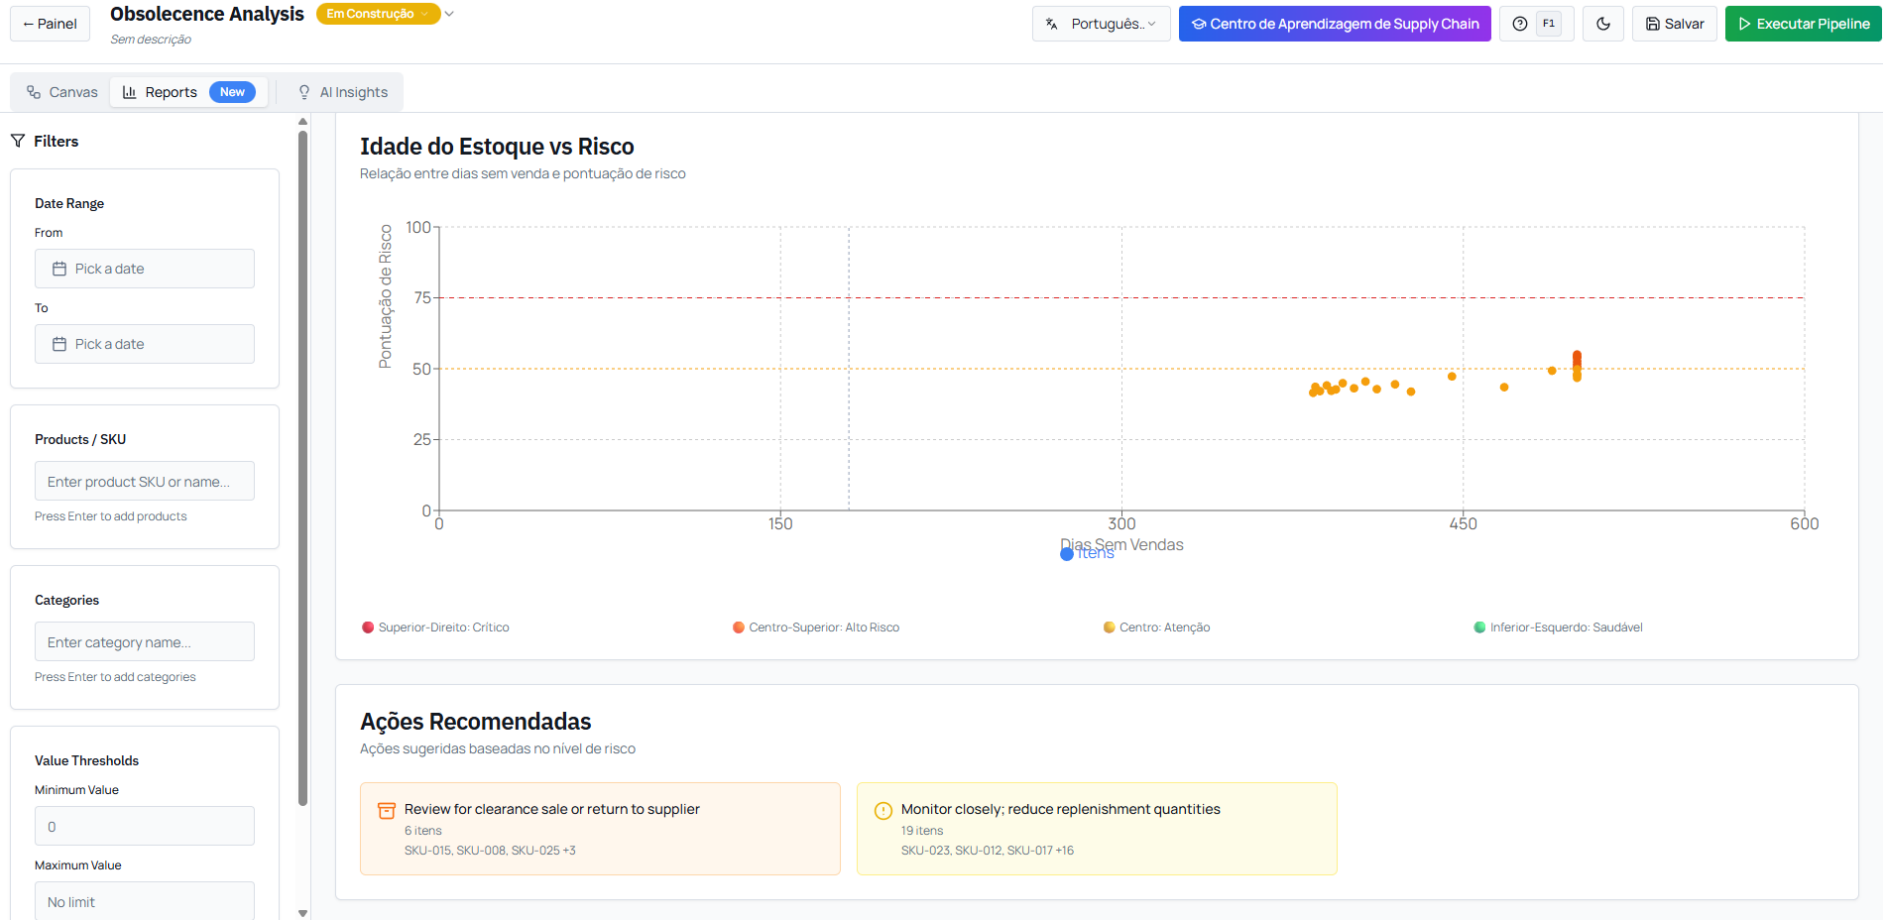 ← Painel
Obsolecence Analysis
Em Construção
Sem descrição
Português..
Centro de Aprendizagem de Supply Chain
F1
Salvar
Executar Pipeline
Canvas
Reports
New
AI Insights
Filters
Date Range
From
Pick a date
To
Pick a date
Products / SKU
Enter product SKU or name...
Press Enter to add products
Categories
Enter category name...
Press Enter to add categories
Value Thresholds
Minimum Value
0
Maximum Value
No limit
Idade do Estoque vs Risco
Relação entre dias sem venda e pontuação de risco
Pontuação de Risco
100
75
50
25
0
0
150
300
450
600
Dias Sem Vendas
Itens
Superior-Direito: Crítico
Centro-Superior: Alto Risco
Centro: Atenção
Inferior-Esquerdo: Saudável
Ações Recomendadas
Ações sugeridas baseadas no nível de risco
Review for clearance sale or return to supplier
6 itens
SKU-015, SKU-008, SKU-025 +3
Monitor closely; reduce replenishment quantities
19 itens
SKU-023, SKU-012, SKU-017 +16